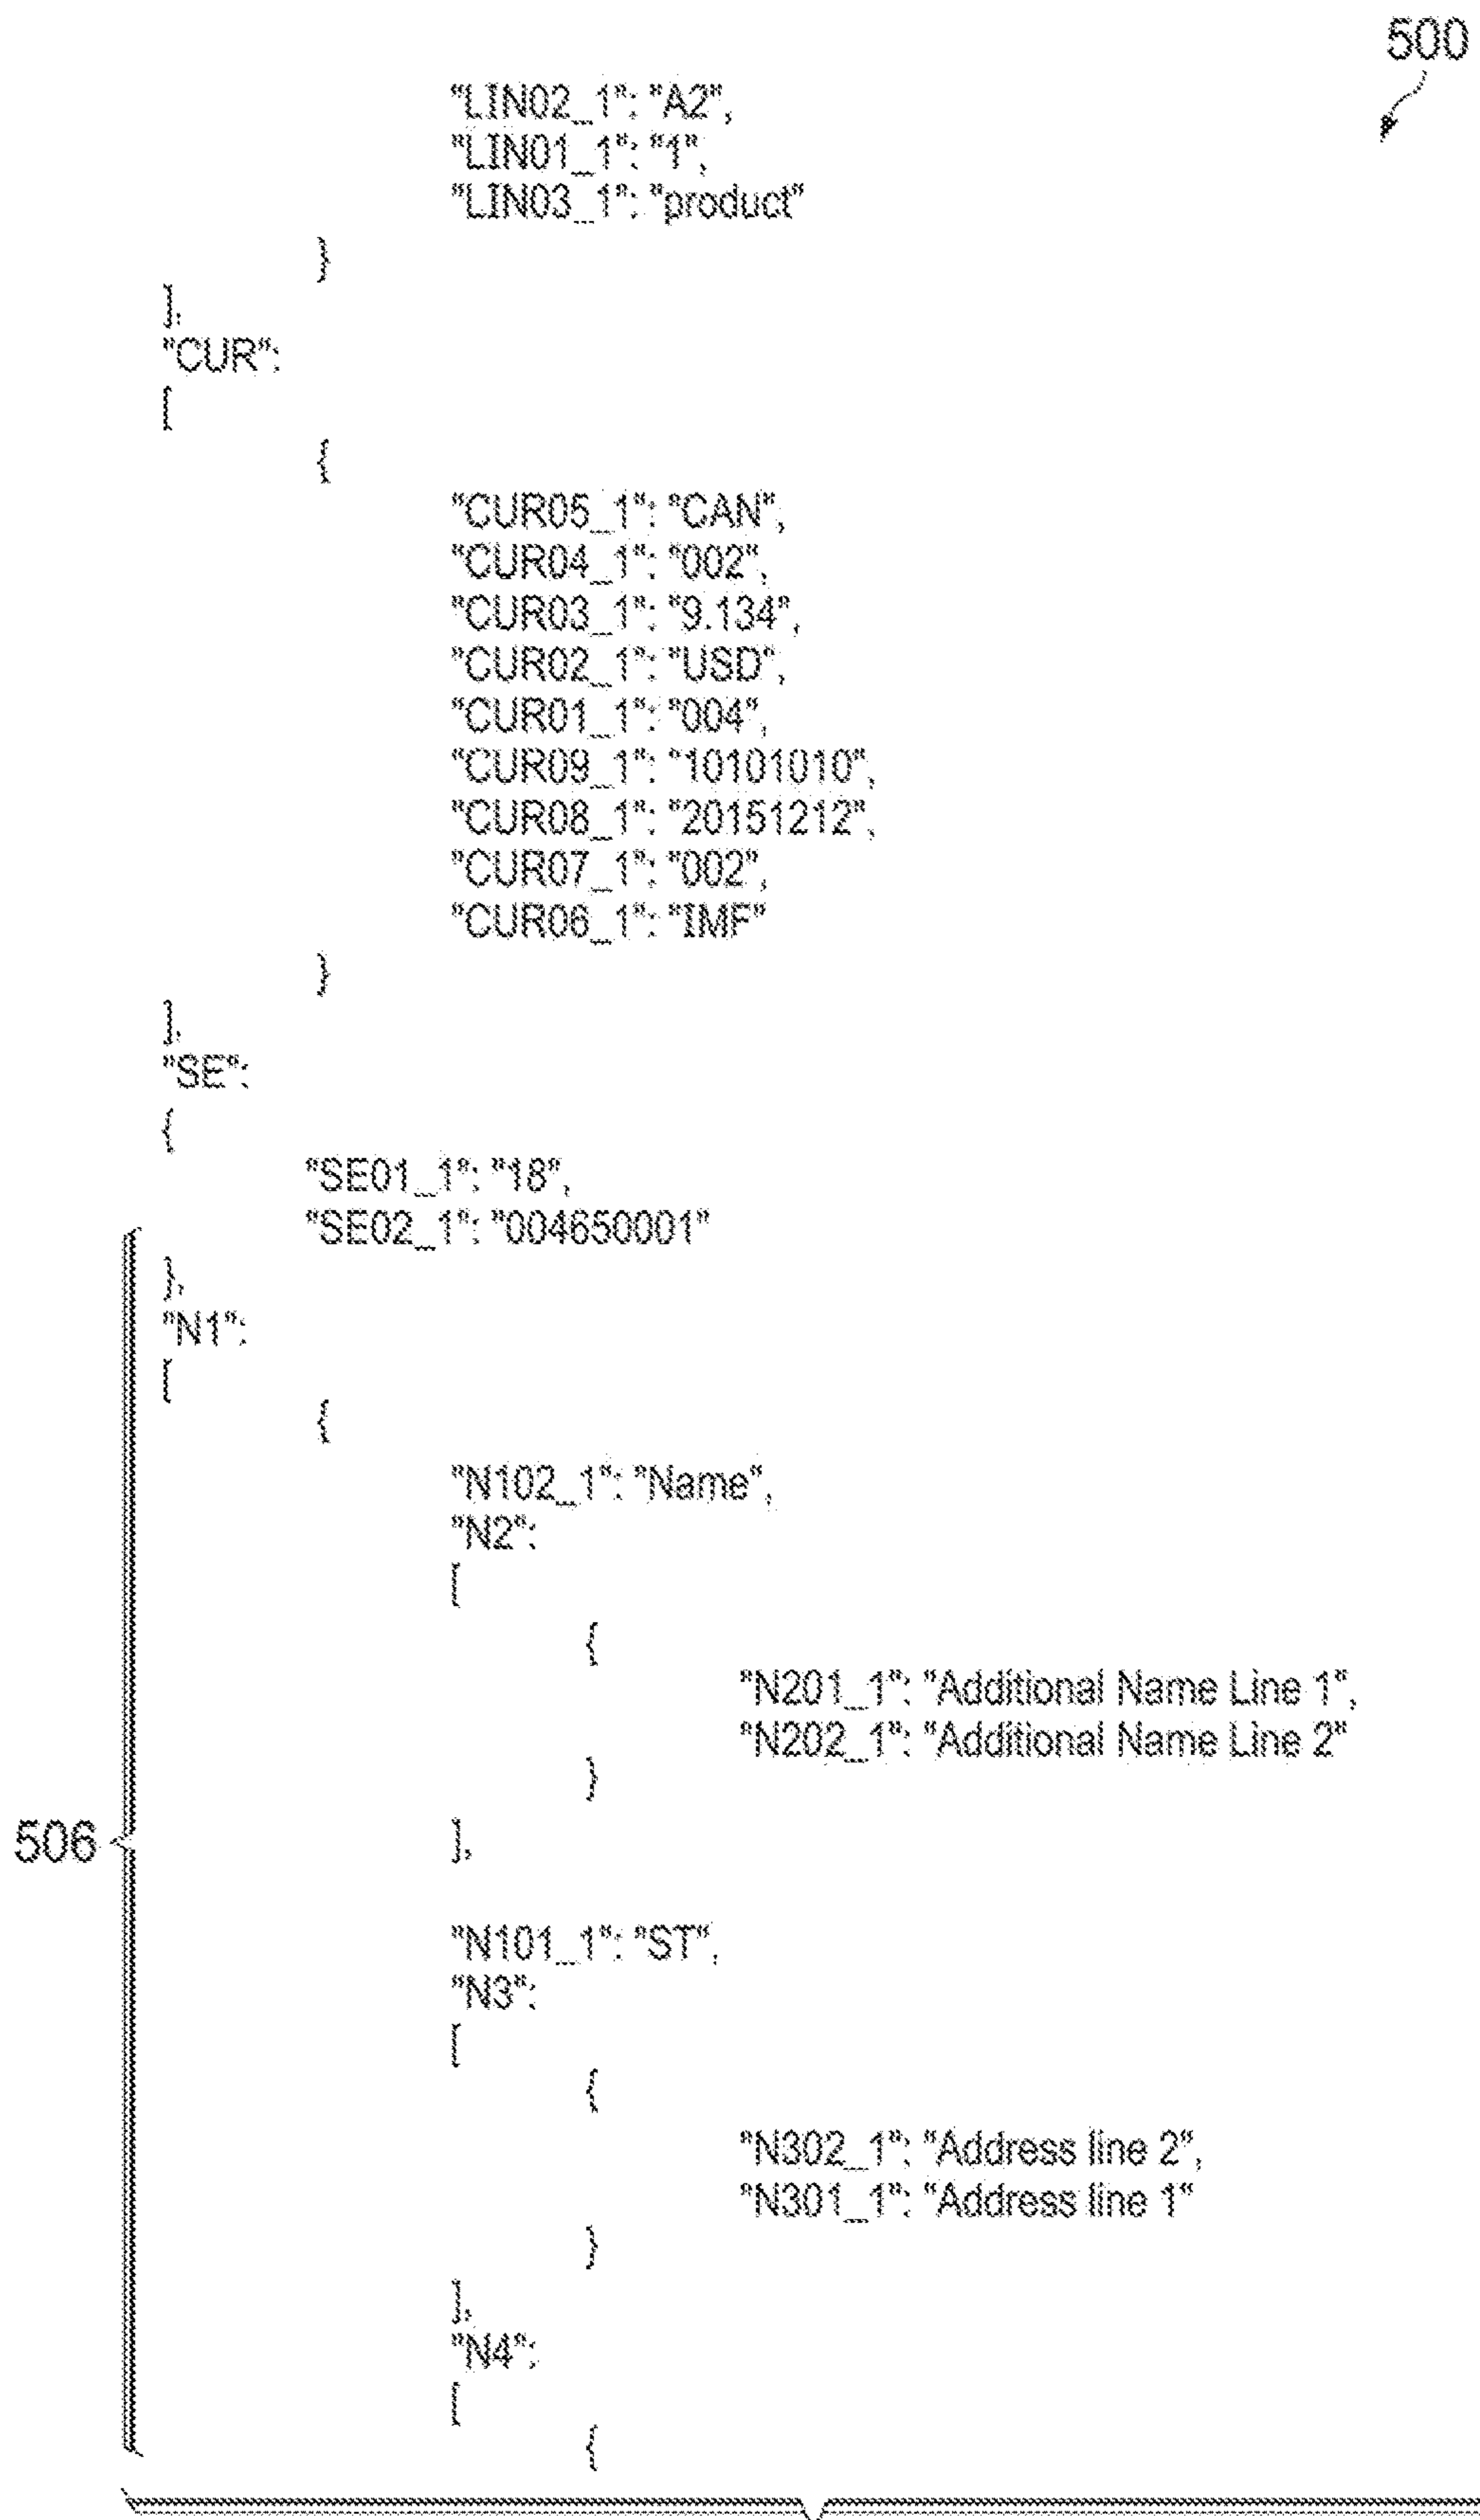 500
"LIN02_1": "A2",
"LIN01_1": "1",
"LIN03_1": "product"
}
],
"CUR":
[
{
"CUR05_1": "CAN",
"CUR04_1": "002",
"CUR03_1": "9.134",
"CUR02_1": "USD",
"CUR01_1": "004",
"CUR09_1": "10101010",
"CUR08_1": "20151212",
"CUR07_1": "002",
"CUR06_1": "IMF"
}
],
"SE":
{
"SE01_1": "18",
"SE02_1": "004650001"
},
"N1":
[
{
"N102_1": "Name",
"N2":
[
{
"N201_1": "Additional Name Line 1",
"N202_1": "Additional Name Line 2"
}
506
],
"N101_1": "ST",
"N3":
[
{
"N302_1": "Address line 2",
"N301_1": "Address line 1"
}
],
"N4":
[
{